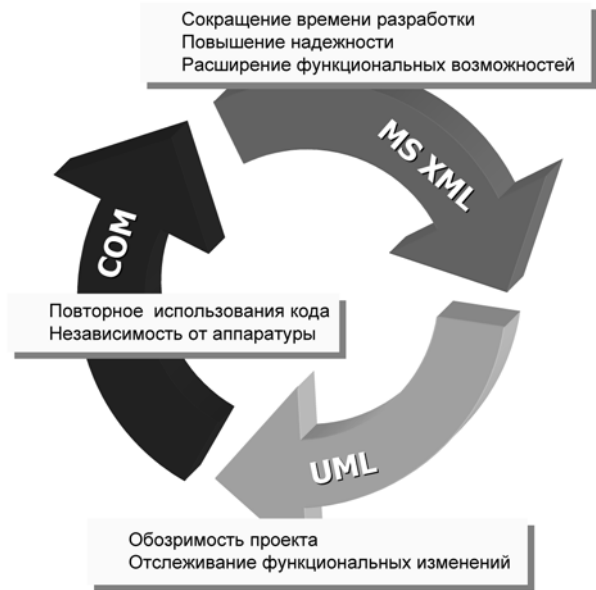 Сокращение времени разработки
Повышение надежности
Расширение функциональных возможностей
MS XML
COM
Повторное использования кода
Независимость от аппаратуры
UML
Обозримость проекта
Отслеживание функциональных изменений